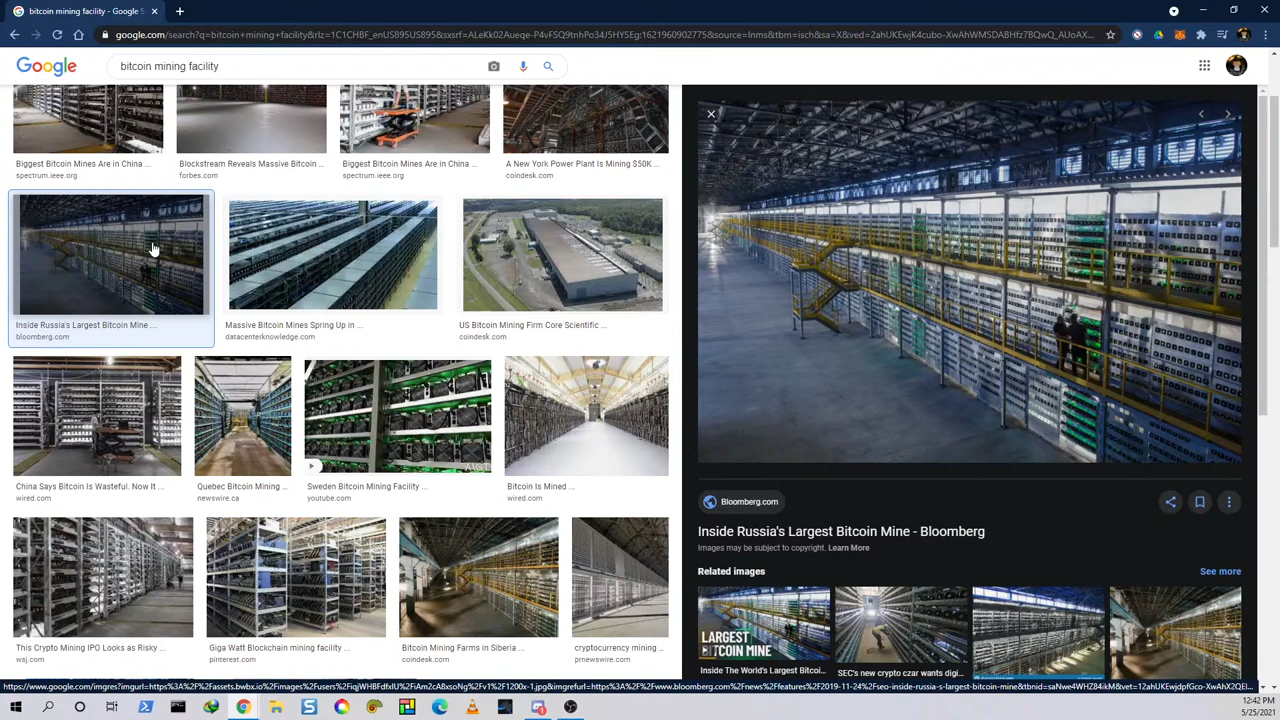 bitcoin mining facility - Google S
Google
bitcoin mining facility
Biggest Bitcoin Mines Are in China ...
spectrum.ieee.org
Blockstream Reveals Massive Bitcoin ...
forbes.com
Biggest Bitcoin Mines Are in China ...
spectrum.ieee.org
A New York Power Plant Is Mining $50K ...
coindesk.com
Inside Russia's Largest Bitcoin Mine ...
bloomberg.com
Massive Bitcoin Mines Spring Up in ...
datacenterknowledge.com
US Bitcoin Mining Firm Core Scientific ...
coindesk.com
China Says Bitcoin Is Wasteful. Now It ...
wired.com
Quebec Bitcoin Mining ...
newswire.ca
Sweden Bitcoin Mining Facility ...
youtube.com
Bitcoin Is Mined ...
wired.com
This Crypto Mining IPO Looks as Risky ...
wsj.com
Giga Watt Blockchain mining facility ...
pinterest.com
Bitcoin Mining Farms in Siberia ...
coindesk.com
cryptocurrency mining ...
prnewswire.com
Bloomberg.com
Inside Russia's Largest Bitcoin Mine - Bloomberg
Images may be subject to copyright. Learn More
Related images
See more
LARGEST
BITCOIN MINE
Inside The World's Largest Bitcoi...
SEC's new crypto czar wants digi...
12:42 PM
5/25/2021